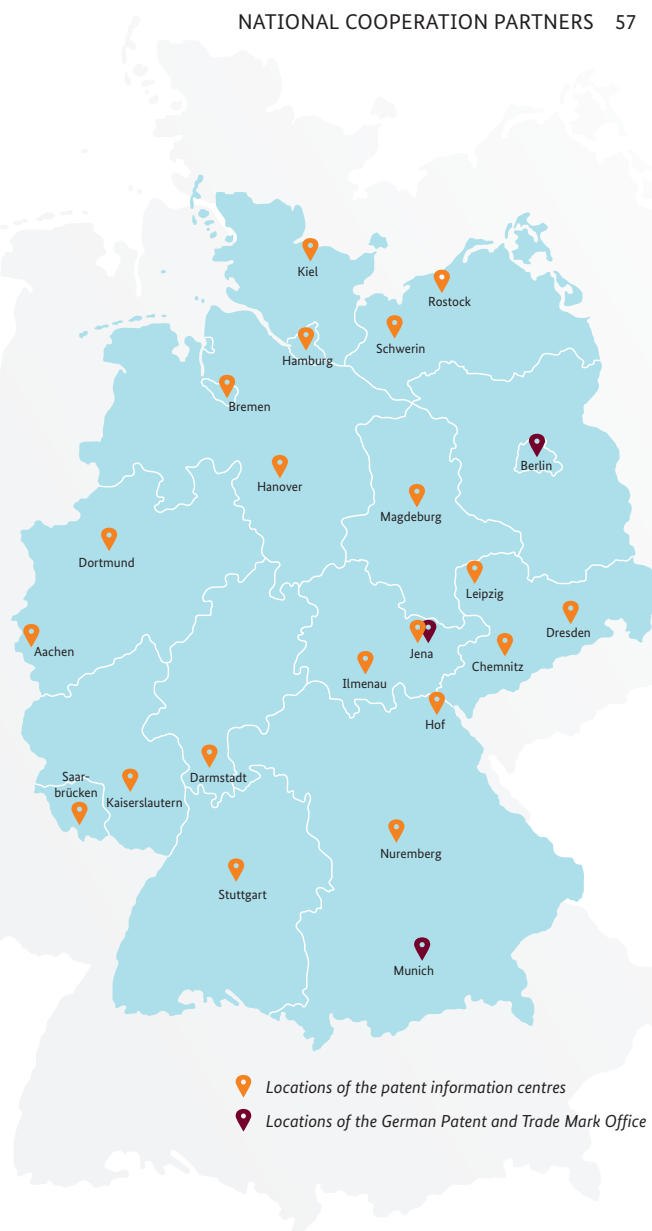 NATIONAL COOPERATION PARTNERS 57
Kiel
Rostock
Schwerin
Hamburg
Bremen
Berlin
Hanover
Magdeburg
Dortmund
Leipzig
Dresden
Aachen
Jena
Chemnitz
Ilmenau
Hof
Darmstadt
Saar-
brücken
Kaiserslautern
Nuremberg
Stuttgart
Munich
Locations of the patent information centres
Locations of the German Patent and Trade Mark Office